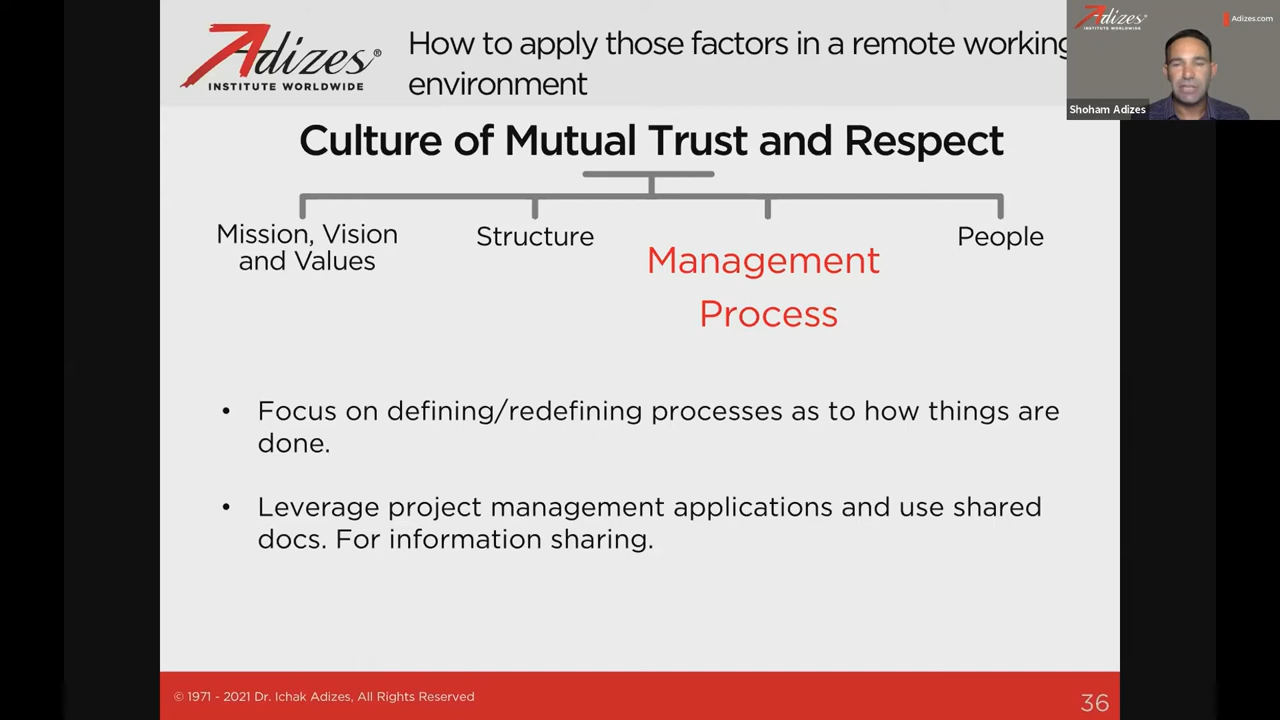 Adizes®
INSTITUTE WORLDWIDE
How to apply those factors in a remote working
environment
Adizes
INSTITUTE WORLDWIDE
Adizes.com
Shoham Adizes
Culture of Mutual Trust and Respect
Mission, Vision
and Values
Structure
Management
Process
People
• Focus on defining/redefining processes as to how things are
done.
• Leverage project management applications and use shared
docs. For information sharing.
© 1971 - 2021 Dr. Ichak Adizes, All Rights Reserved
36